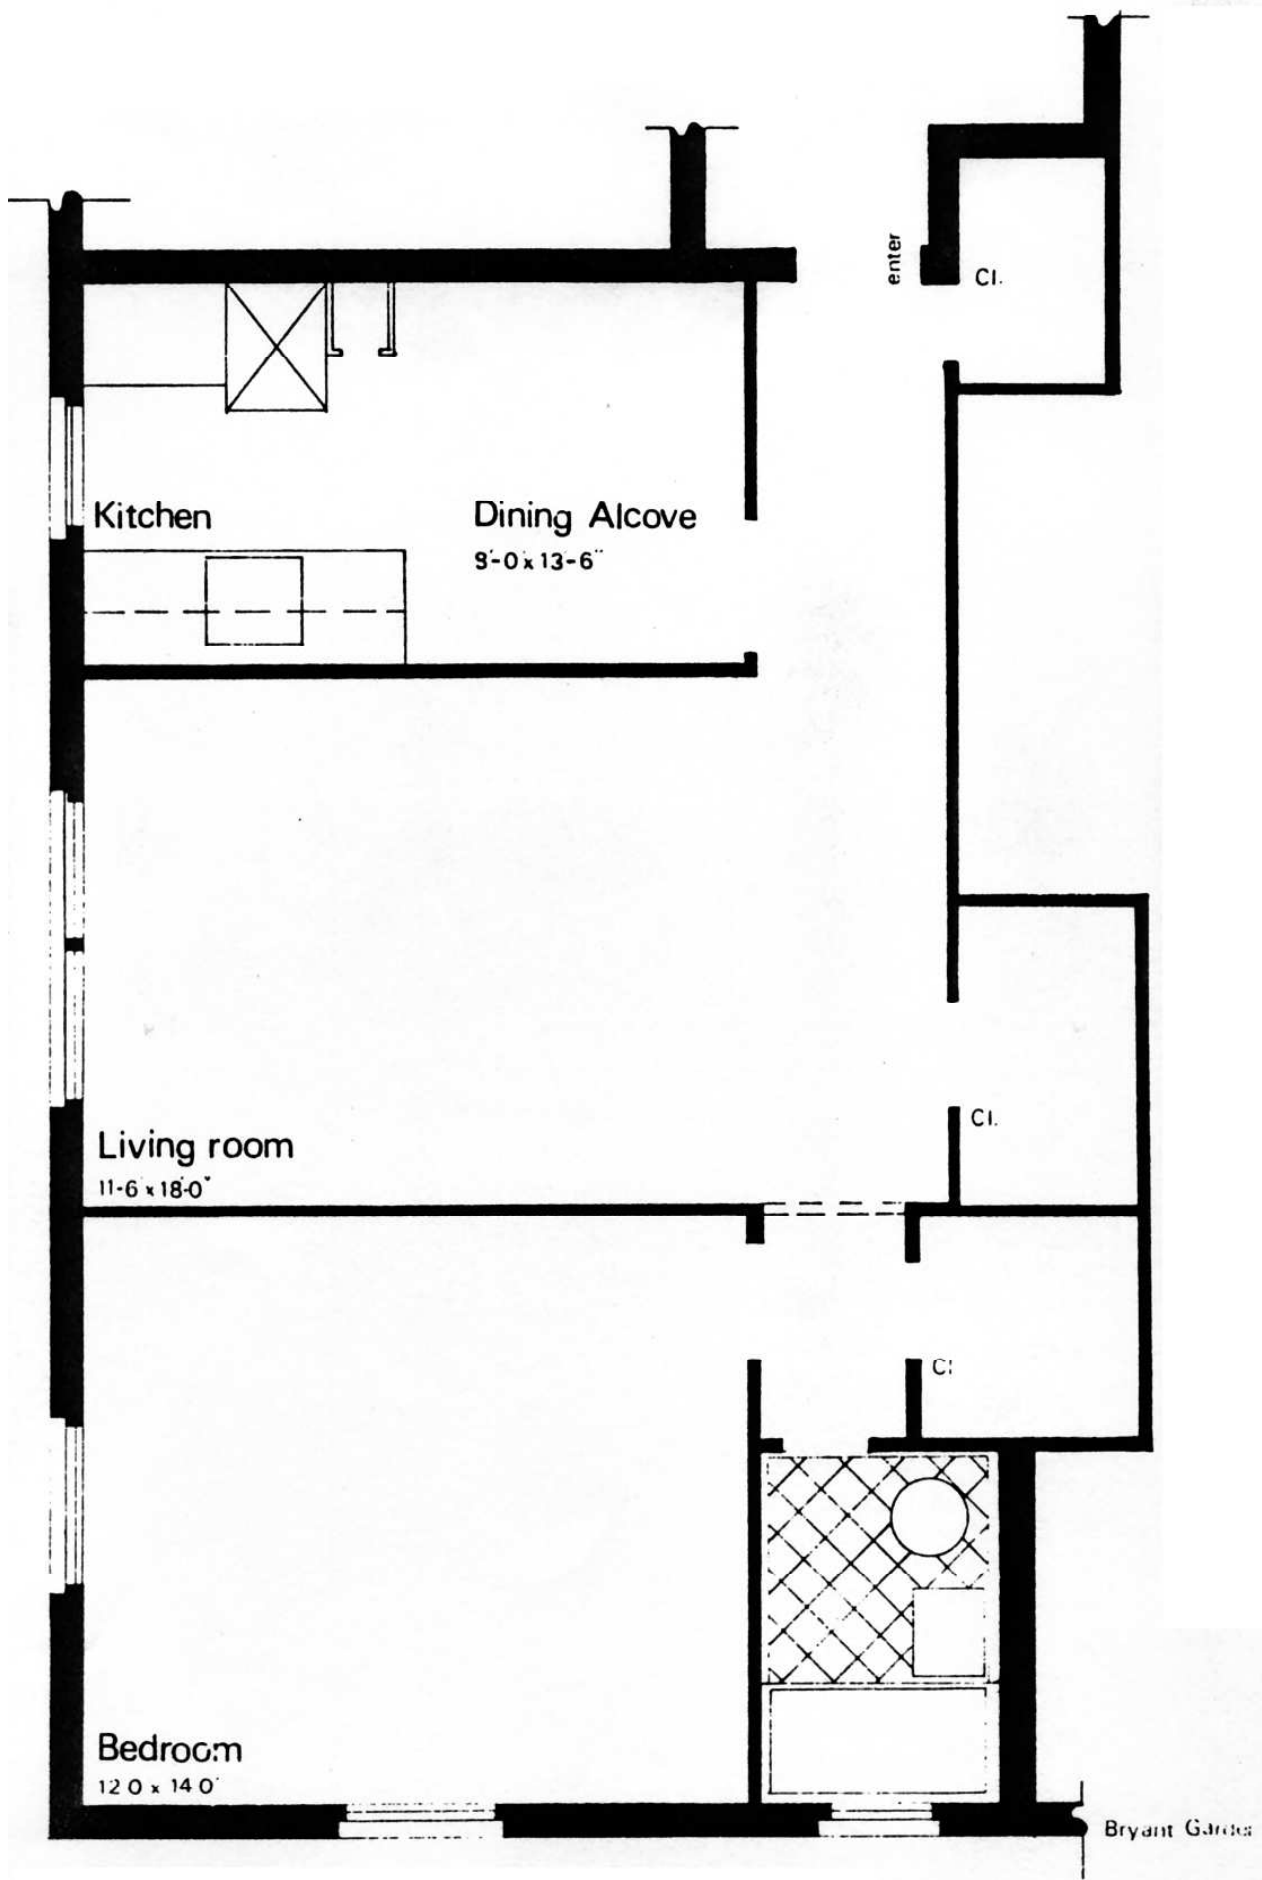 enter
Cl.
Kitchen
Dining Alcove
8'-0 x 13-6"
Cl.
Living room
11-6 x 18'-0"
Cl
Bedroom
12 0 x 14 0'
Bryant